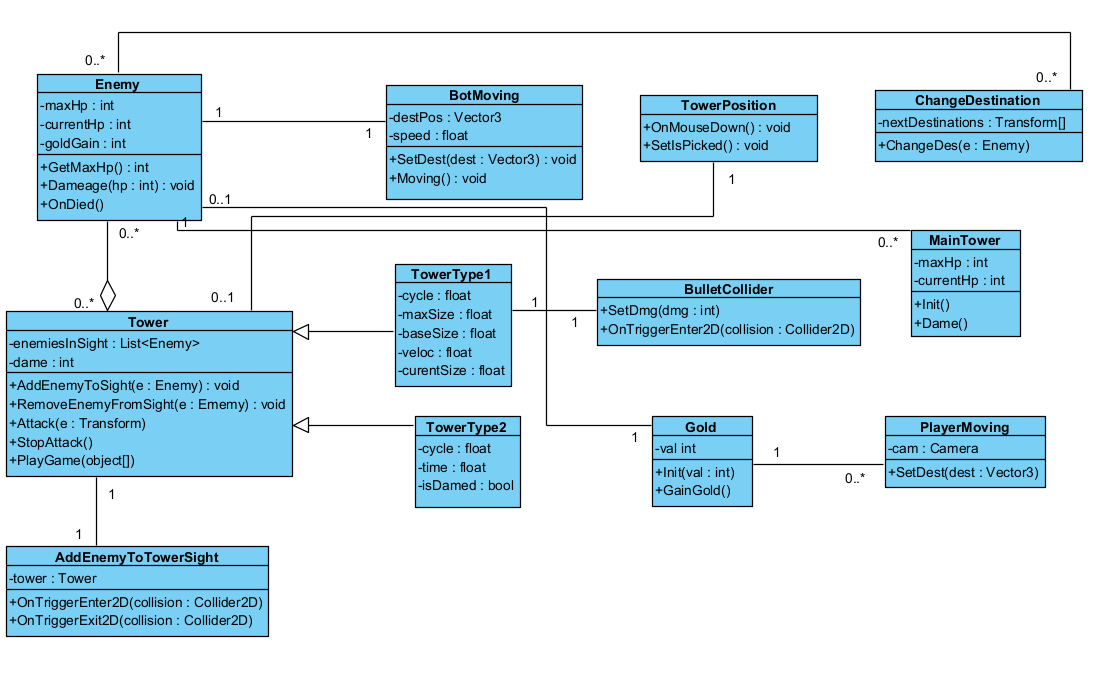 0..*
0..*
Enemy
-maxHp : int
-currentHp : int
-goldGain : int
+GetMaxHp() : int
+Dameage(hp : int) : void
+OnDied()
1
1
BotMoving
-destPos : Vector3
-speed : float
+SetDest(dest : Vector3) : void
+Moving() : void
TowerPosition
+OnMouseDown() : void
+SetIsPicked() : void
1
ChangeDestination
-nextDestinations : Transform[]
+ChangeDes(e : Enemy)
0..1
1
0..*
0..*
MainTower
-maxHp : int
-currentHp : int
+Init()
+Dame()
0..*
0..1
Tower
-enemiesInSight : List<Enemy>
-dame : int
+AddEnemyToSight(e : Enemy) : void
+RemoveEnemyFromSight(e : Ememy) : void
+Attack(e : Transform)
+StopAttack()
+PlayGame(object[])
TowerType1
-cycle : float
-maxSize : float
-baseSize : float
-veloc : float
-curentSize : float
1
1
BulletCollider
+SetDmg(dmg : int)
+OnTriggerEnter2D(collision : Collider2D)
TowerType2
-cycle : float
-time : float
-isDamed : bool
1
Gold
-val int
+Init(val : int)
+GainGold()
1
0..*
PlayerMoving
-cam : Camera
+SetDest(dest : Vector3)
1
1
AddEnemyToTowerSight
-tower : Tower
+OnTriggerEnter2D(collision : Collider2D)
+OnTriggerExit2D(collision : Collider2D)